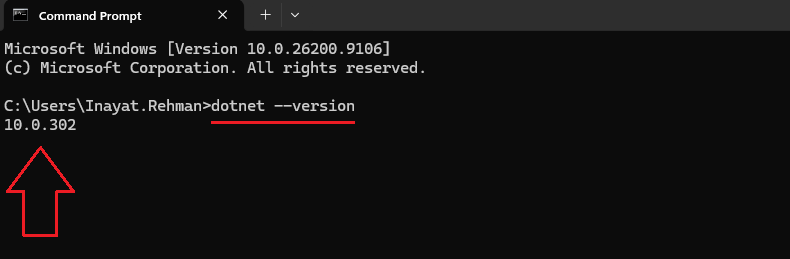 Command Prompt
Microsoft Windows [Version 10.0.26200.9106]
(c) Microsoft Corporation. All rights reserved.
C:\Users\Inayat.Rehman>dotnet --version
10.0.302